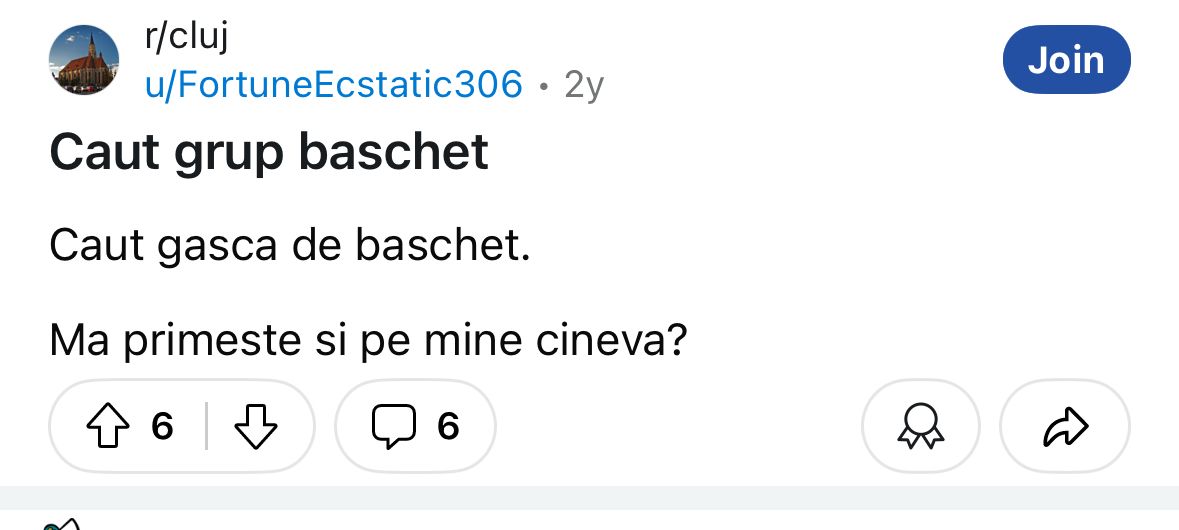 r/cluj
u/FortuneEcstatic306 • 2y
Join
Caut grup baschet
Caut gasca de baschet.
Ma primeste si pe mine cineva?
6
6